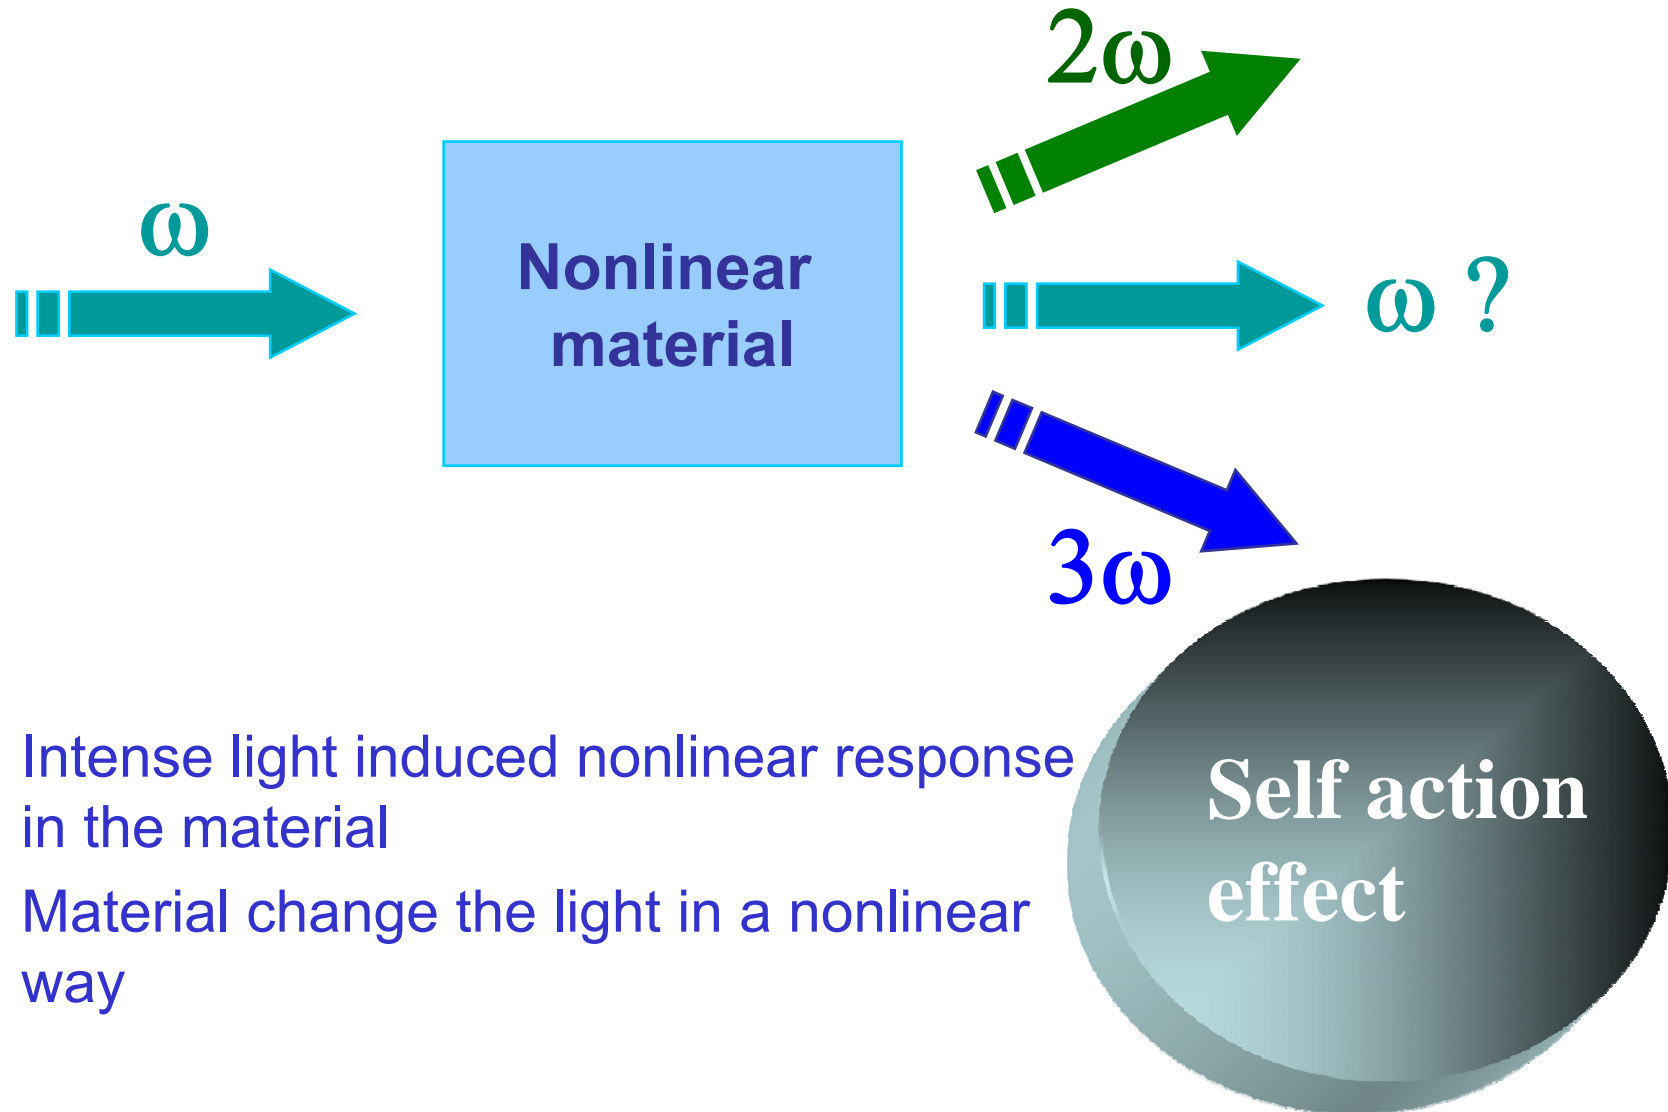 2ω
ω
Nonlinear
material
ω ?
3ω
Intense light induced nonlinear response
in the material
Material change the light in a nonlinear
way
Self action
effect